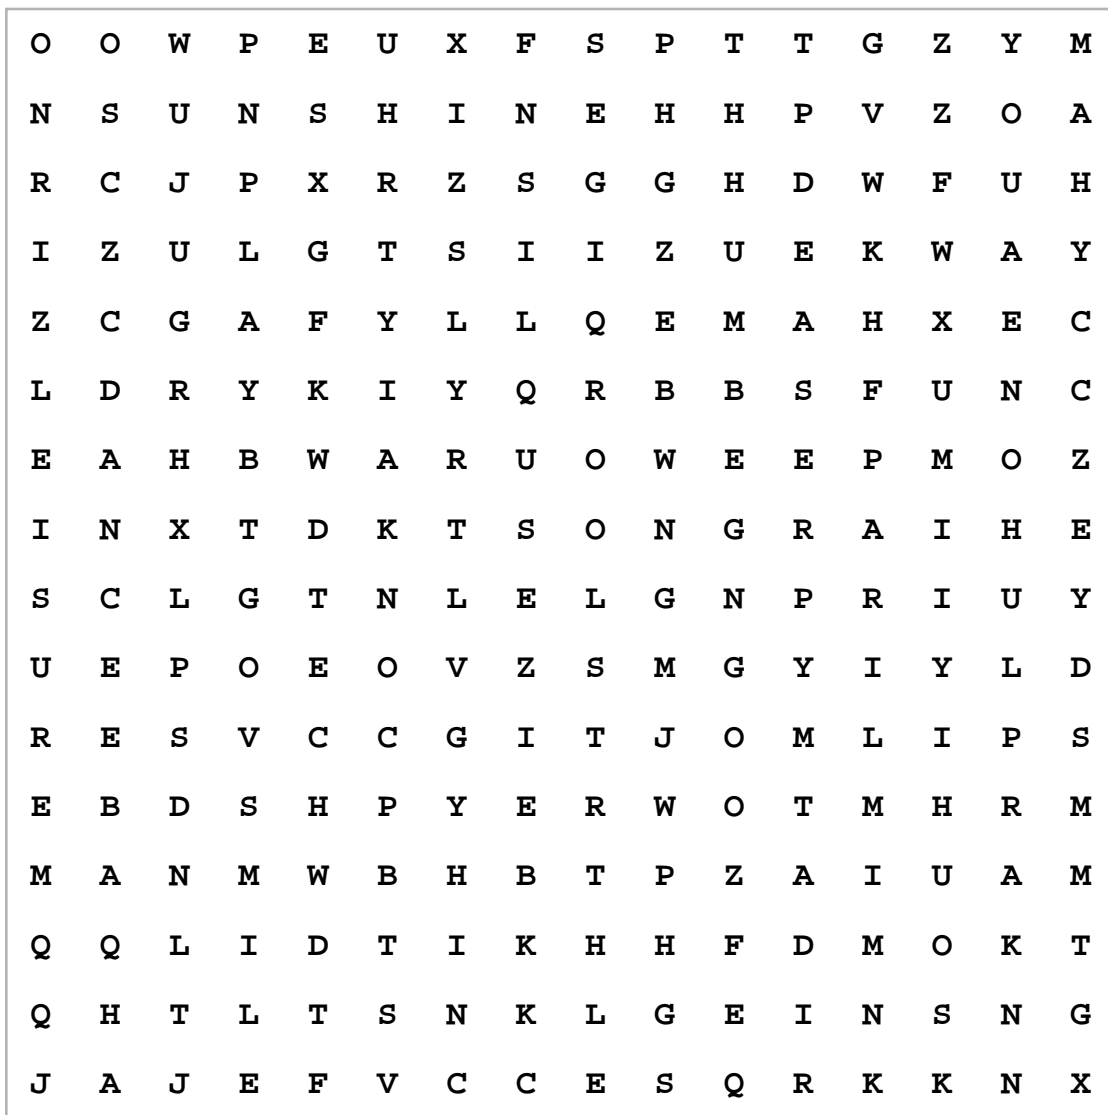 O O W P E U X F S P T T G Z Y M
N S U N S H I N E H H P V Z O A
R C J P X R Z S G G H D W F U H
I Z U L G T S I I Z U E K W A Y
Z C G A F Y L L Q E M A H X E C
L D R Y K I Y Q R B B S F U N C
E A H B W A R U O W E E P M O Z
I N X T D K T S O N G R A I H E
S C L G T N L E L G N P R I U Y
U E P O E O V Z S M G Y I Y L D
R E S V C C G I T J O M L I P S
E B D S H P Y E R W O T M H R M
M A N M W B H B T P Z A I U A M
Q Q L I D T I K H H F D M O K T
Q H T L T S N K L G E I N S N G
J A J E F V C C E S Q R K K N X